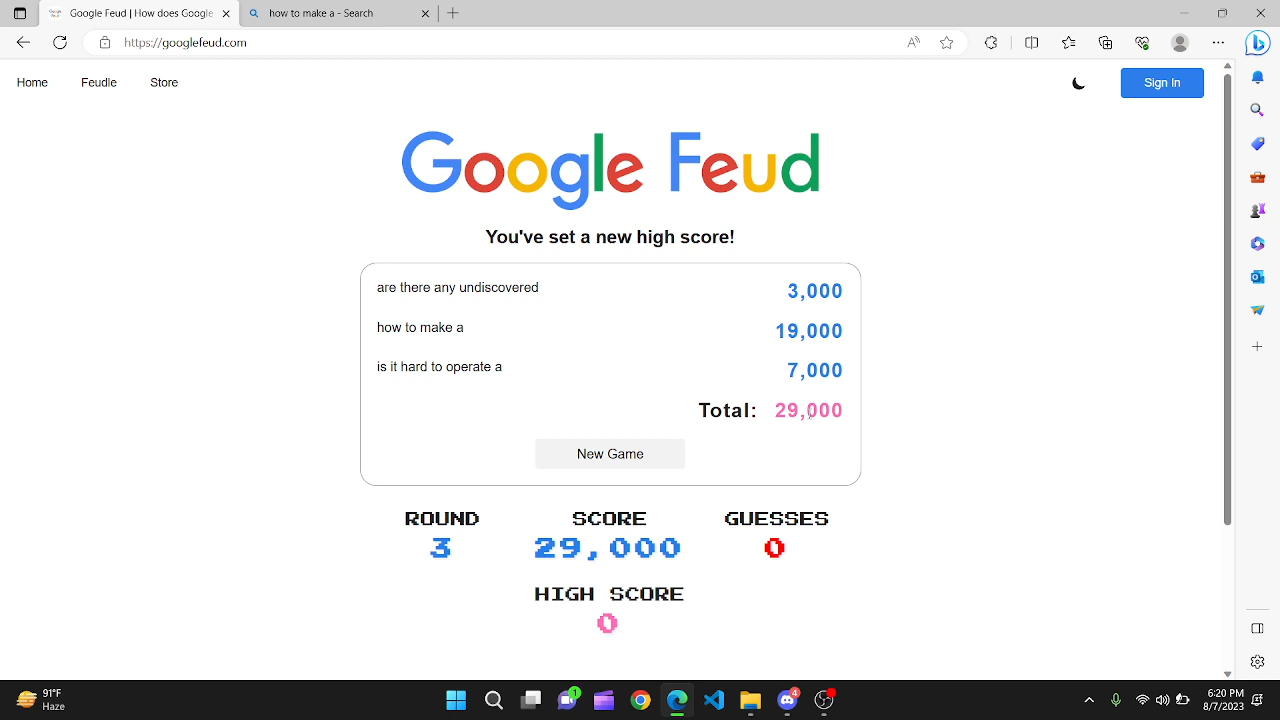 Google Feud | How does Google
how to make a - Search
https://googlefeud.com
Home Feudle Store
Sign In
Google Feud
You've set a new high score!
are there any undiscovered 3,000
how to make a 19,000
is it hard to operate a 7,000
Total: 29,000
New Game
ROUND SCORE GUESSES
3 29,000 0
HIGH SCORE
0
91°F
Haze
1
4
6:20 PM
8/7/2023